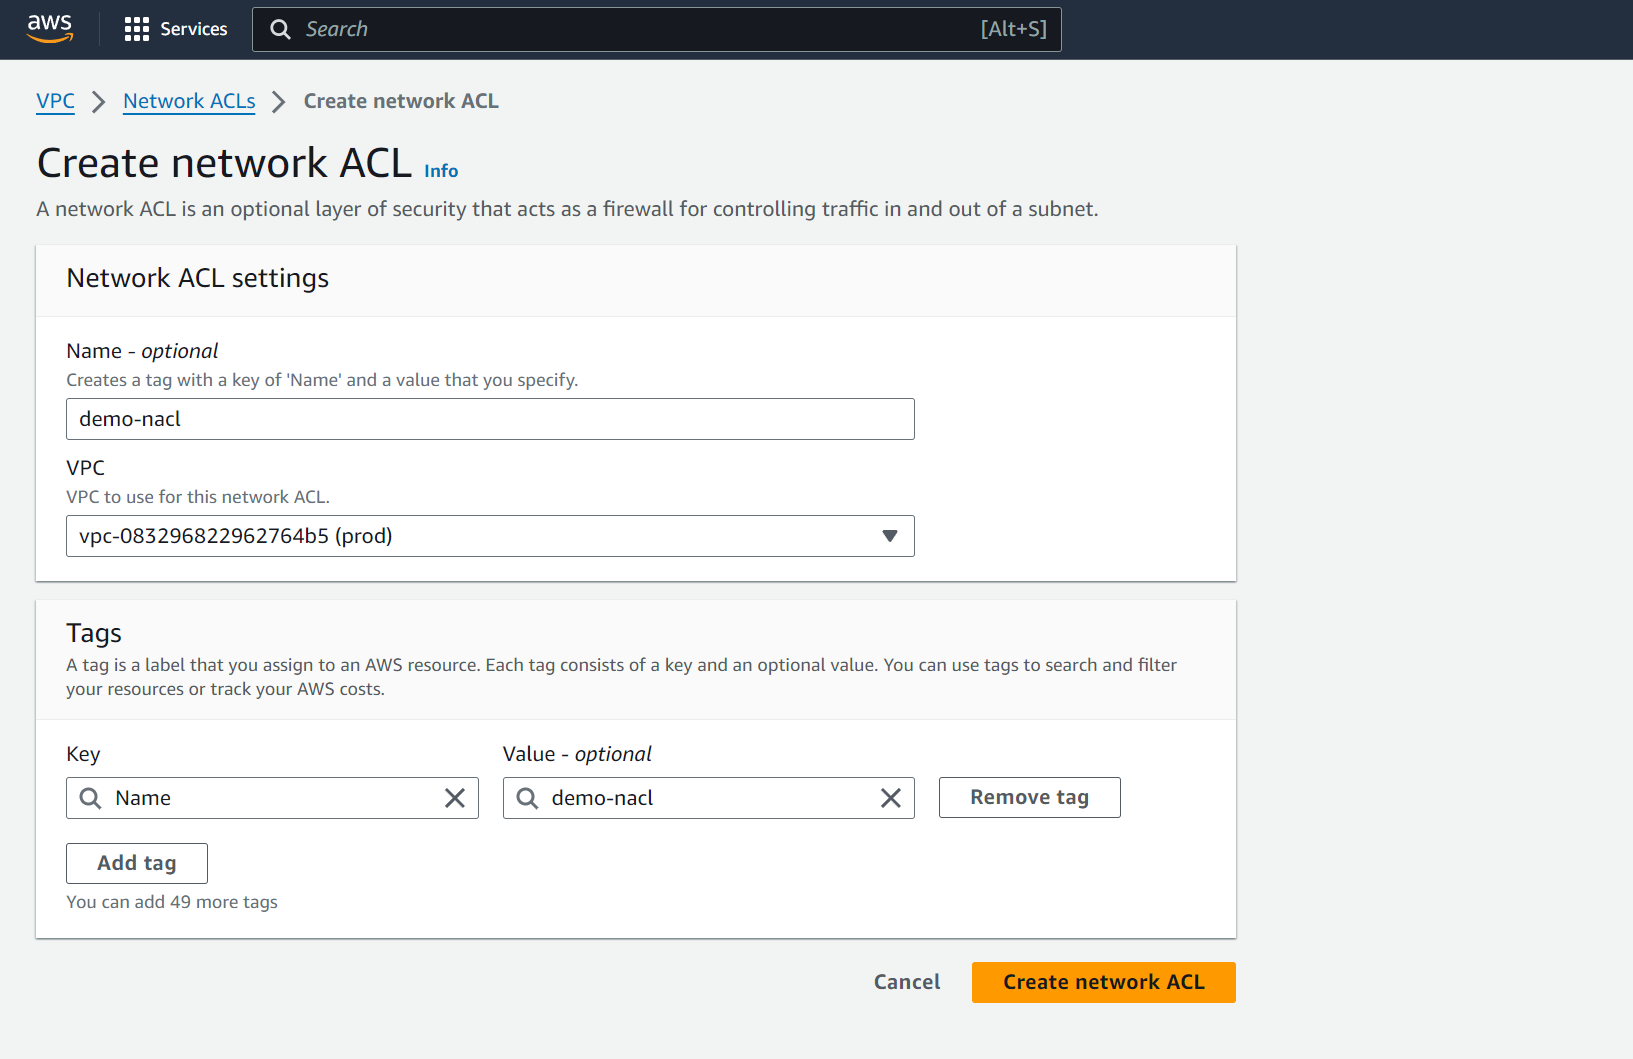 aws Services Search [Alt+S]
VPC Network ACLs Create network ACL
Create network ACL Info
A network ACL is an optional layer of security that acts as a firewall for controlling traffic in and out of a subnet.
Network ACL settings
Name - optional
Creates a tag with a key of 'Name' and a value that you specify.
demo-nacl
VPC
VPC to use for this network ACL.
vpc-083296822962764b5 (prod)
Tags
A tag is a label that you assign to an AWS resource. Each tag consists of a key and an optional value. You can use tags to search and filter
your resources or track your AWS costs.
Key Value - optional
Name demo-nacl Remove tag
Add tag
You can add 49 more tags
Cancel Create network ACL